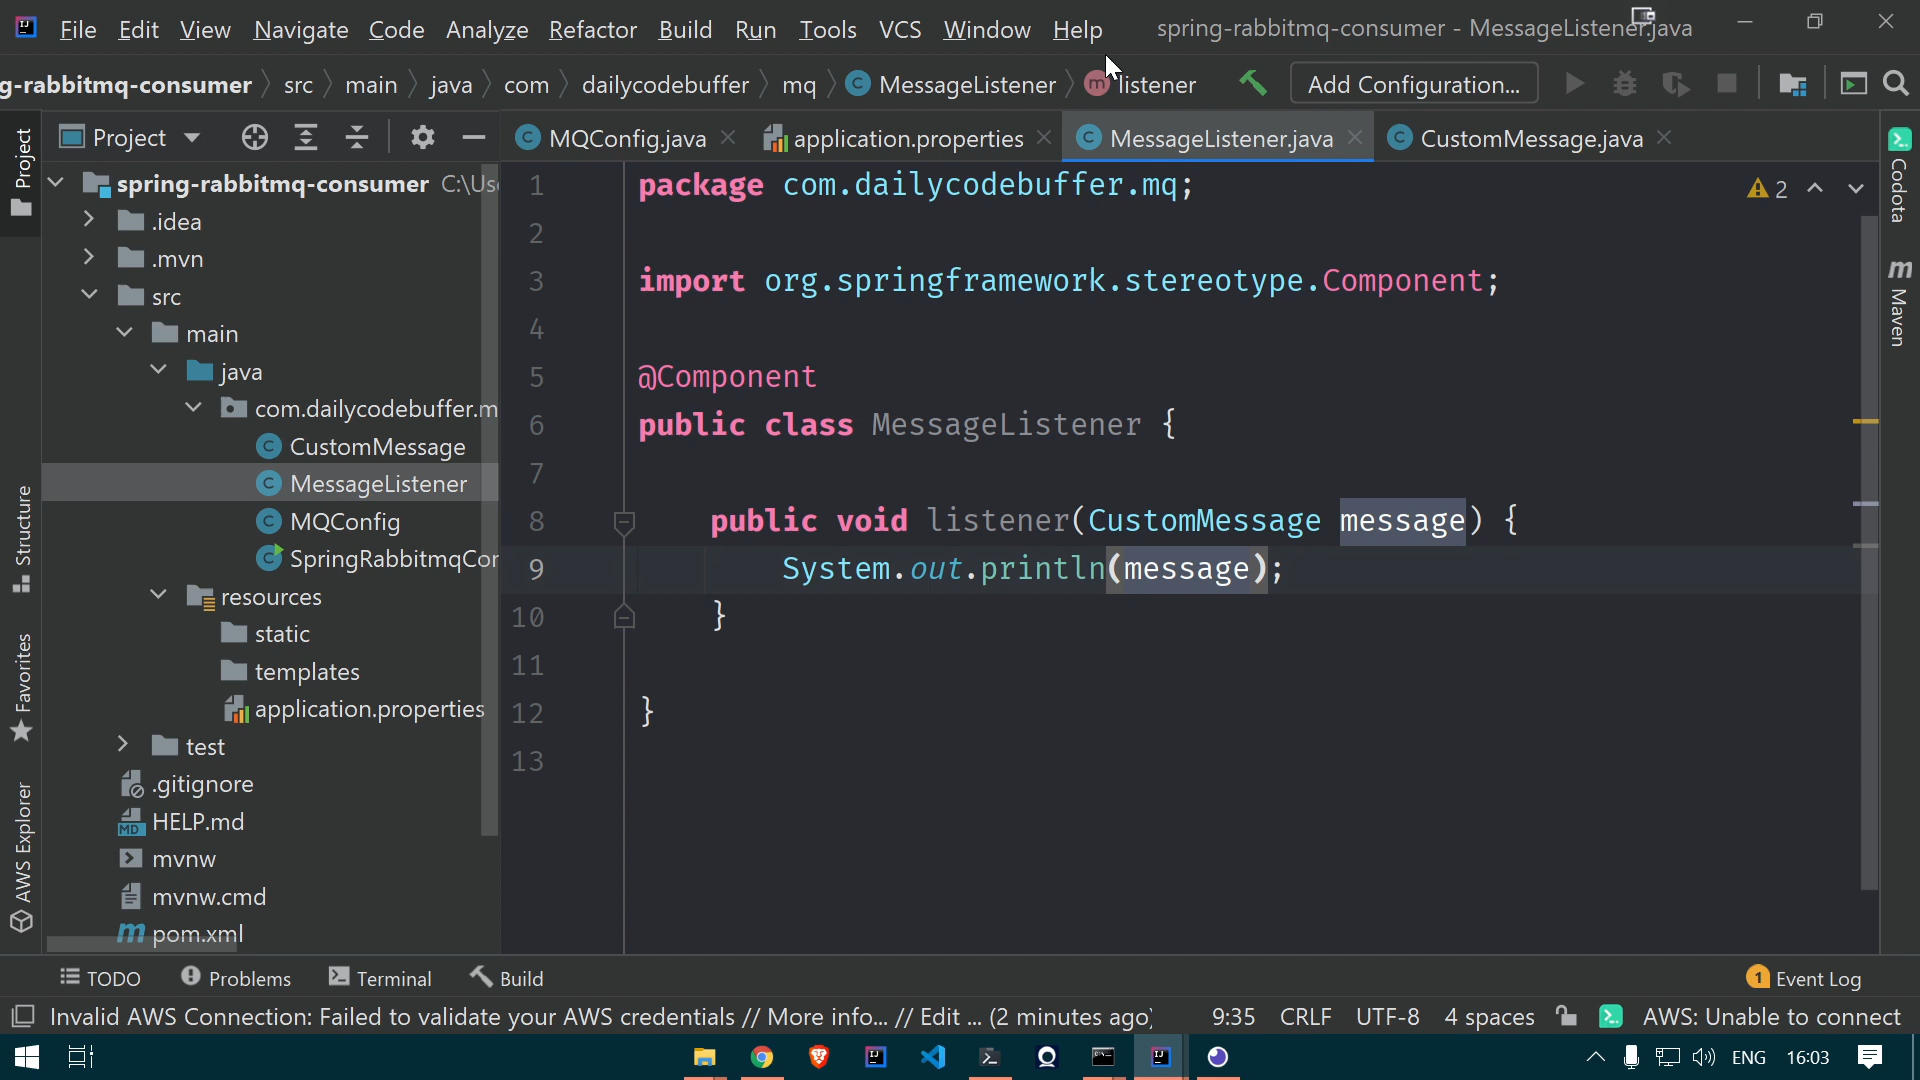 File Edit View Navigate Code Analyze Refactor Build Run Tools VCS Window Help spring-rabbitmq-consumer - MessageListener.java
g-rabbitmq-consumer src main java com dailycodebuffer mq MessageListener listener Add Configuration...
Project MQConfig.java application.properties MessageListener.java CustomMessage.java
Project
Structure
Favorites
AWS Explorer
spring-rabbitmq-consumer C:\Us
.idea
.mvn
src
main
java
com.dailycodebuffer.m
CustomMessage
MessageListener
MQConfig
SpringRabbitmqCor
resources
static
templates
application.properties
test
.gitignore
HELP.md
mvnw
mvnw.cmd
pom.xml
1 package com.dailycodebuffer.mq;
2
3 import org.springframework.stereotype.Component;
4
5 @Component
6 public class MessageListener {
7
8 public void listener(CustomMessage message) {
9 System.out.println(message);
10 }
11
12 }
13
2
Codota
Maven
TODO Problems Terminal Build 1 Event Log
Invalid AWS Connection: Failed to validate your AWS credentials // More info... // Edit ... (2 minutes ago) 9:35 CRLF UTF-8 4 spaces AWS: Unable to connect
ENG 16:03